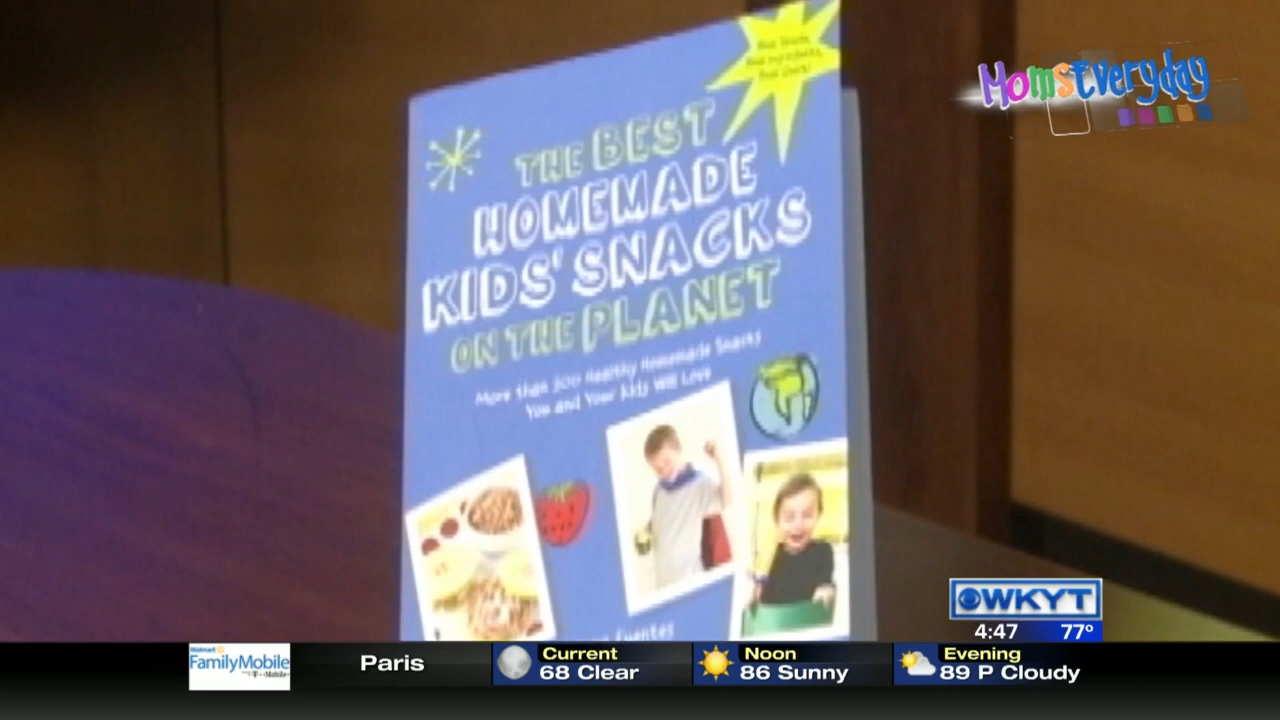 MomsEveryday
Real Snacks,
Real Ingredients,
THE BEST
HOMEMADE
KIDS' SNACKS
ON THE PLANET
More than 200 Healthy Homemade Snacks
You and Your Kids Will Love
Fuentes
WKYT
4:47 77°
Walmart
FamilyMobile
T-Mobile
Paris
Current
68 Clear
Noon
86 Sunny
Evening
89 P Cloudy